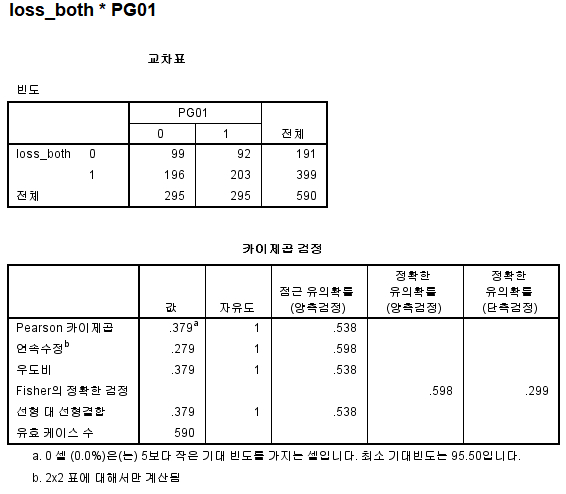 loss_both * PG01
교차표
빈도
PG01
0 1 전체
loss_both 0 99 92 191
1 196 203 399
전체 295 295 590
카이제곱 검정
값 자유도 점근 유의확률 (양측검정) 정확한 유의확률 (양측검정) 정확한 유의확률 (단측검정)
Pearson 카이제곱 .379a 1 .538
연속수정b .279 1 .598
우도비 .379 1 .538
Fisher의 정확한 검정 .598 .299
선형 대 선형결합 .379 1 .538
유효 케이스 수 590
a. 0 셀 (0.0%)은(는) 5보다 작은 기대 빈도를 가지는 셀입니다. 최소 기대빈도는 95.50입니다.
b. 2x2 표에 대해서만 계산됨